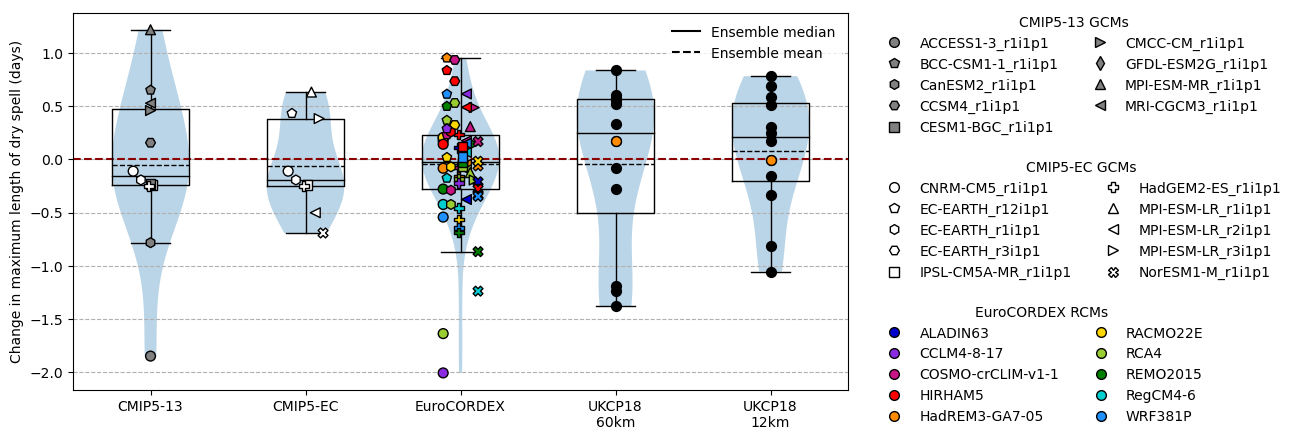 Change in maximum length of dry spell (days)
1.0
0.5
0.0
−0.5
−1.0
−1.5
−2.0
Ensemble median
Ensemble mean
CMIP5-13
CMIP5-EC
EuroCORDEX
UKCP18
60km
UKCP18
12km
CMIP5-13 GCMs
ACCESS1-3_r1i1p1
BCC-CSM1-1_r1i1p1
CanESM2_r1i1p1
CCSM4_r1i1p1
CESM1-BGC_r1i1p1
CMCC-CM_r1i1p1
GFDL-ESM2G_r1i1p1
MPI-ESM-MR_r1i1p1
MRI-CGCM3_r1i1p1
CMIP5-EC GCMs
CNRM-CM5_r1i1p1
EC-EARTH_r12i1p1
EC-EARTH_r1i1p1
EC-EARTH_r3i1p1
IPSL-CM5A-MR_r1i1p1
HadGEM2-ES_r1i1p1
MPI-ESM-LR_r1i1p1
MPI-ESM-LR_r2i1p1
MPI-ESM-LR_r3i1p1
NorESM1-M_r1i1p1
EuroCORDEX RCMs
ALADIN63
CCLM4-8-17
COSMO-crCLIM-v1-1
HIRHAM5
HadREM3-GA7-05
RACMO22E
RCA4
REMO2015
RegCM4-6
WRF381P